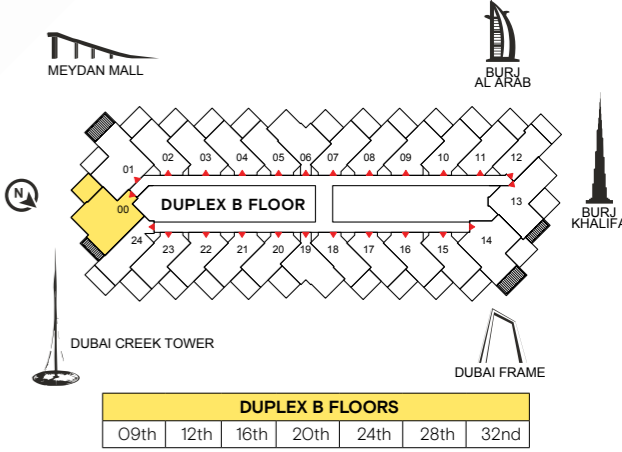 MEYDAN MALL
BURJ
AL ARAB
01 02 03 04 05 06 07 08 09 10 11 12
N
00
DUPLEX B FLOOR
13
BURJ
KHALIFA
24 23 22 21 20 19 18 17 16 15 14
DUBAI CREEK TOWER
DUBAI FRAME
DUPLEX B FLOORS
09th 12th 16th 20th 24th 28th 32nd